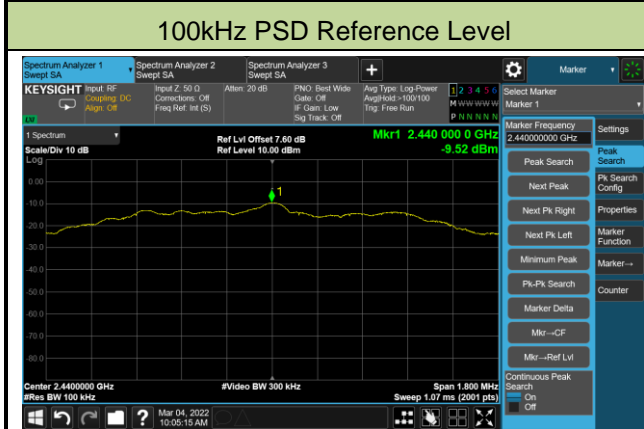 100kHz PSD Reference Level
Spectrum Analyzer 1
Swept SA
Spectrum Analyzer 2
Swept SA
Spectrum Analyzer 3
Swept SA
+
Marker
KEYSIGHT
Input: RF
Coupling: DC
Align: Off
Input Z: 50 Ω
Corrections: Off
Freq Ref: Int (S)
Atten: 20 dB
PNO: Best Wide
Gate: Off
IF Gain: Low
Sig Track: Off
Avg Type: Log-Power
Avg|Hold:>100/100
Trig: Free Run
1 2 3 4 5 6
M W W W W W
P N N N N N
LXI
Select Marker
Marker 1
1 Spectrum
Scale/Div 10 dB
Ref Lvl Offset 7.60 dB
Ref Level 10.00 dBm
Mkr1 2.440 000 0 GHz
-9.52 dBm
Log
0.00
-10.0
-20.0
-30.0
-40.0
-50.0
-60.0
-70.0
-80.0
1
Center 2.4400000 GHz
#Res BW 100 kHz
#Video BW 300 kHz
Span 1.800 MHz
Sweep 1.07 ms (2001 pts)
Marker Frequency
2.440000000 GHz
Peak Search
Next Peak
Next Pk Right
Next Pk Left
Minimum Peak
Pk-Pk Search
Marker Delta
Mkr→CF
Mkr→Ref Lvl
Continuous Peak
Search
On
Off
Settings
Peak
Search
Pk Search
Config
Properties
Marker
Function
Marker→
Counter
?
Mar 04, 2022
10:05:15 AM